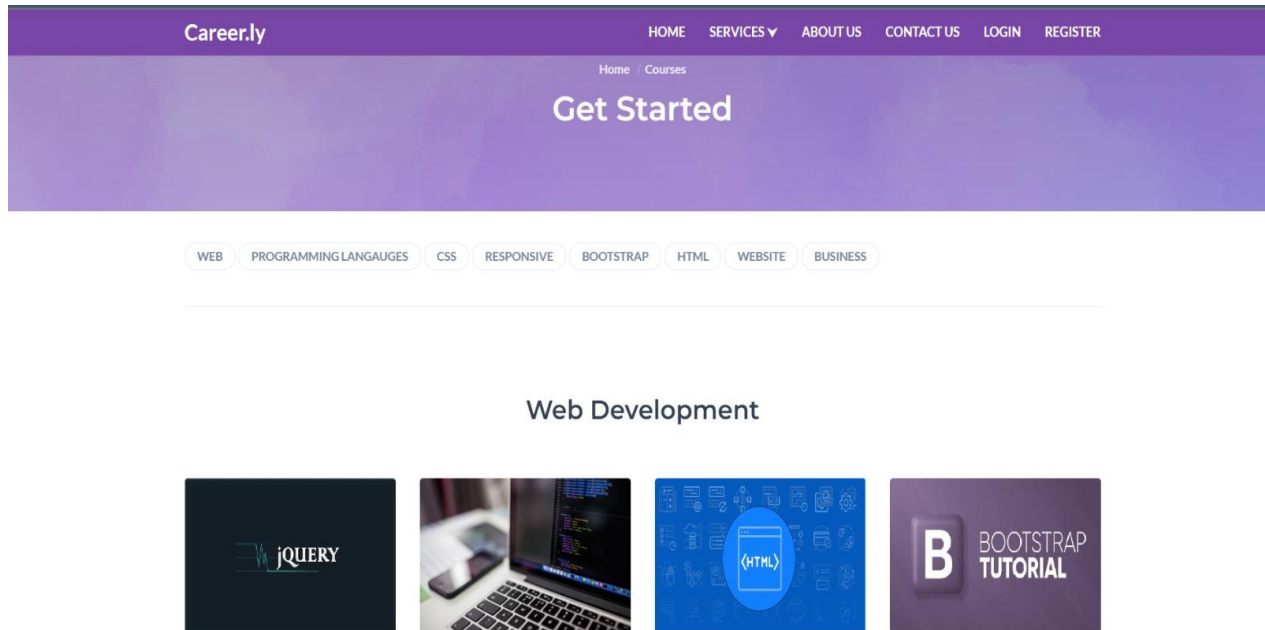 Career.ly HOME SERVICES ABOUT US CONTACT US LOGIN REGISTER
Home / Courses
Get Started
WEB PROGRAMMING LANGAUGES CSS RESPONSIVE BOOTSTRAP HTML WEBSITE BUSINESS
Web Development
jQUERY
<HTML>
B BOOTSTRAP
TUTORIAL